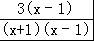 3(x - 1)
(x+1)(x - 1)